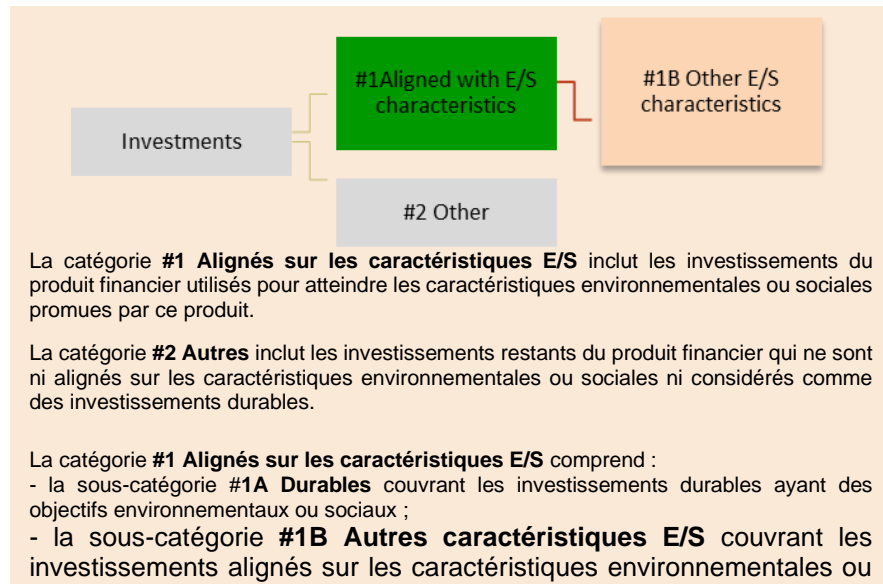 #1Aligned with E/S
characteristics
#1B Other E/S
characteristics
Investments
#2 Other
La catégorie #1 Alignés sur les caractéristiques E/S inclut les investissements du
produit financier utilisés pour atteindre les caractéristiques environnementales ou sociales
promues par ce produit.
La catégorie #2 Autres inclut les investissements restants du produit financier qui ne sont
ni alignés sur les caractéristiques environnementales ou sociales ni considérés comme
des investissements durables.
La catégorie #1 Alignés sur les caractéristiques E/S comprend :
- la sous-catégorie #1A Durables couvrant les investissements durables ayant des
objectifs environnementaux ou sociaux ;
- la sous-catégorie #1B Autres caractéristiques E/S couvrant les
investissements alignés sur les caractéristiques environnementales ou